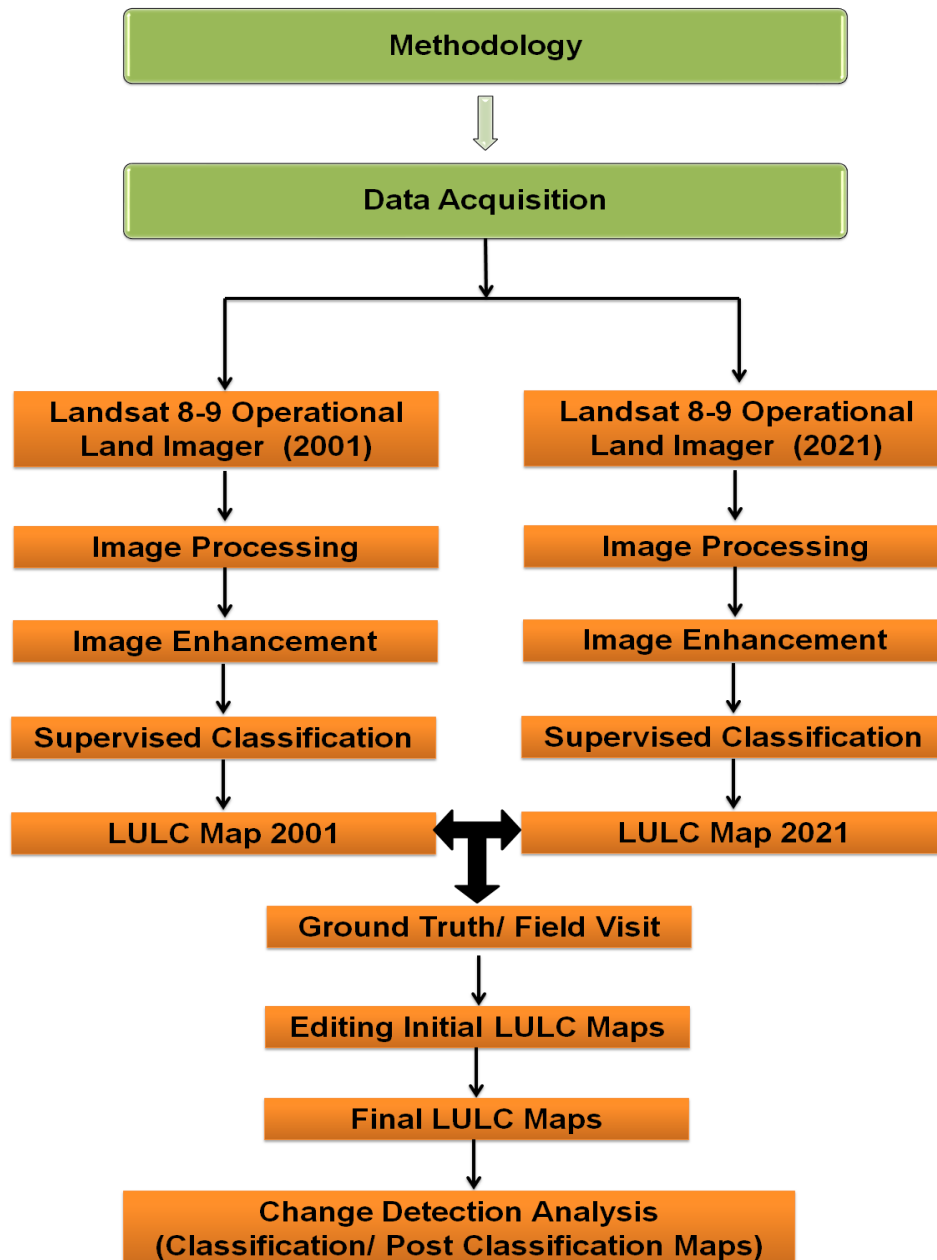 Methodology
Data Acquisition
Landsat 8-9 Operational
Land Imager (2001)
Image Processing
Image Enhancement
Supervised Classification
LULC Map 2001
Landsat 8-9 Operational
Land Imager (2021)
Image Processing
Image Enhancement
Supervised Classification
LULC Map 2021
Ground Truth/ Field Visit
Editing Initial LULC Maps
Final LULC Maps
Change Detection Analysis
(Classification/ Post Classification Maps)